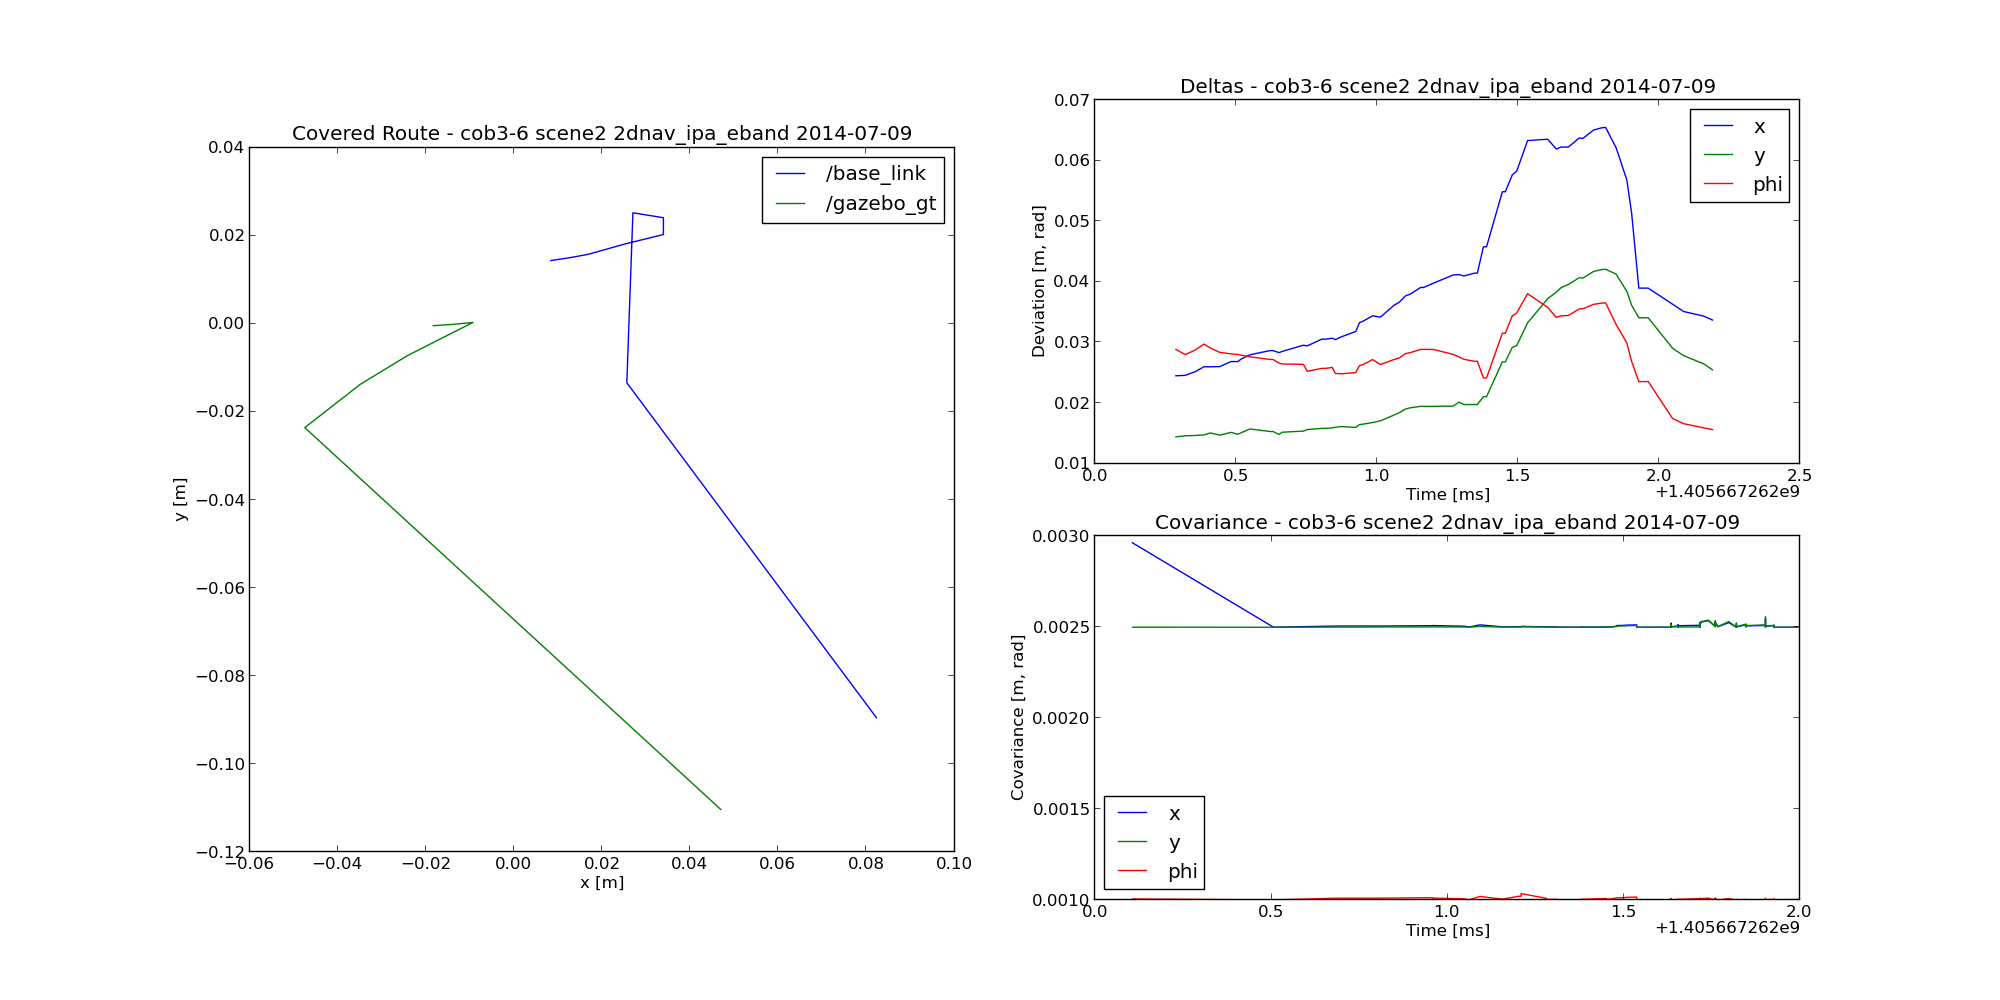 Covered Route - cob3-6 scene2 2dnav_ipa_eband 2014-07-09
/base_link
/gazebo_gt
0.04
0.02
0.00
−0.02
−0.04
−0.06
−0.08
−0.10
−0.12
y [m]
−0.06 −0.04 −0.02 0.00 0.02 0.04 0.06 0.08 0.10
x [m]
Deltas - cob3-6 scene2 2dnav_ipa_eband 2014-07-09
x
y
phi
0.07
0.06
0.05
0.04
0.03
0.02
0.01
Deviation [m, rad]
0.0 0.5 1.0 1.5 2.0 2.5
Time [ms]
+1.405667262e9
Covariance - cob3-6 scene2 2dnav_ipa_eband 2014-07-09
0.0030
0.0025
0.0020
0.0015
0.0010
Covariance [m, rad]
x
y
phi
0.0 0.5 1.0 1.5 2.0
Time [ms]
+1.405667262e9